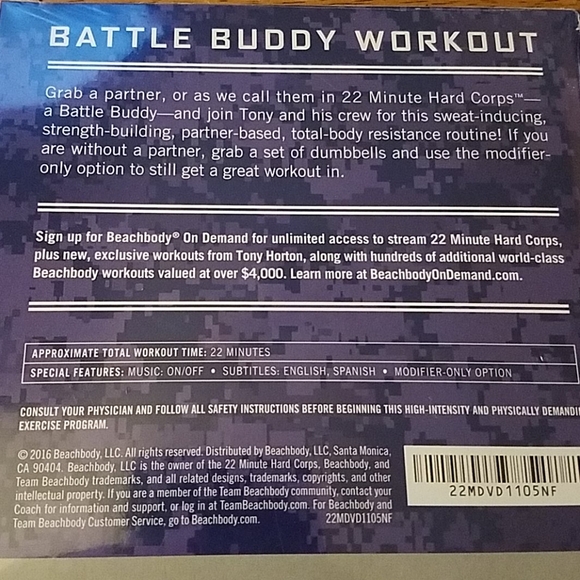 BATTLE BUDDY WORKOUT
Grab a partner, or as we call them in 22 Minute Hard Corps™—
a Battle Buddy—and join Tony and his crew for this sweat-inducing,
strength-building, partner-based, total-body resistance routine! If you
are without a partner, grab a set of dumbbells and use the modifier-
only option to still get a great workout in.
Sign up for Beachbody® On Demand for unlimited access to stream 22 Minute Hard Corps,
plus new, exclusive workouts from Tony Horton, along with hundreds of additional world-class
Beachbody workouts valued at over $4,000. Learn more at BeachbodyOnDemand.com.
APPROXIMATE TOTAL WORKOUT TIME: 22 MINUTES
SPECIAL FEATURES: MUSIC: ON/OFF • SUBTITLES: ENGLISH, SPANISH • MODIFIER-ONLY OPTION
CONSULT YOUR PHYSICIAN AND FOLLOW ALL SAFETY INSTRUCTIONS BEFORE BEGINNING THIS HIGH-INTENSITY AND PHYSICALLY DEMANDI
EXERCISE PROGRAM.
© 2016 Beachbody, LLC. All rights reserved. Distributed by Beachbody, LLC, Santa Monica,
CA 90404. Beachbody, LLC is the owner of the 22 Minute Hard Corps, Beachbody, and
Team Beachbody trademarks, and all related designs, trademarks, copyrights, and other
intellectual property. If you are a member of the Team Beachbody community, contact your
Coach for information and support, or log in at TeamBeachbody.com. For Beachbody and
Team Beachbody Customer Service, go to Beachbody.com. 22MDVD1105NF
22MDVD1105NF